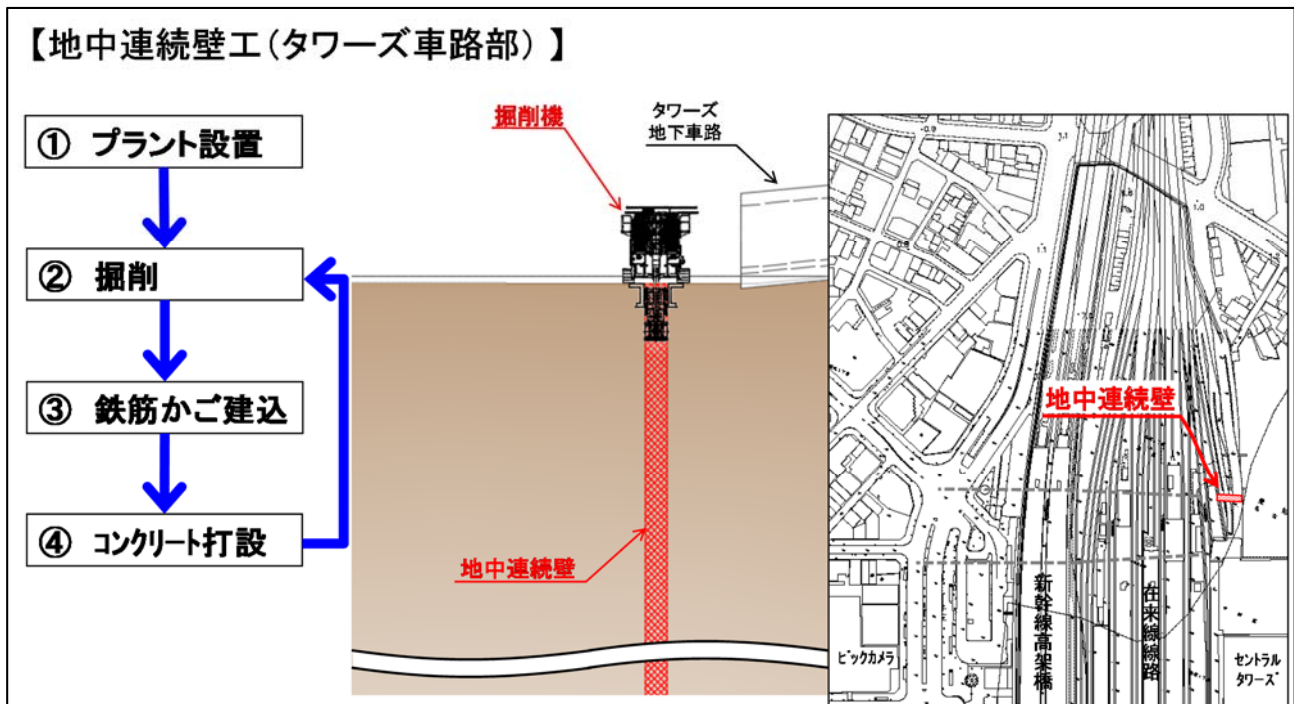 【地中連続壁工（タワーズ車路部）】
① プラント設置
② 掘削
③ 鉄筋かご建込
④ コンクリート打設
掘削機
タワーズ
地下車路
地中連続壁
地中連続壁
新幹線高架橋
在来線線路
ビックカメラ
セントラル
タワーズ